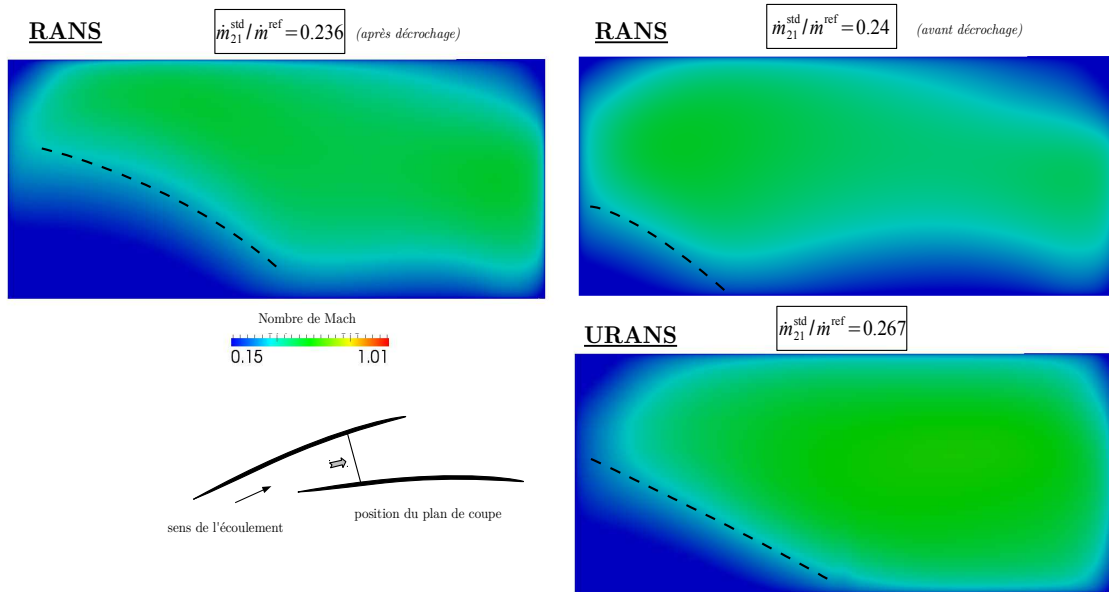 RANS
ṁ₂₁ˢᵗᵈ/ṁʳᵉᶠ=0.236 (après décrochage)
RANS
ṁ₂₁ˢᵗᵈ/ṁʳᵉᶠ=0.24 (avant décrochage)
Nombre de Mach
0.15 1.01
URANS
ṁ₂₁ˢᵗᵈ/ṁʳᵉᶠ=0.267
sens de l'écoulement
position du plan de coupe